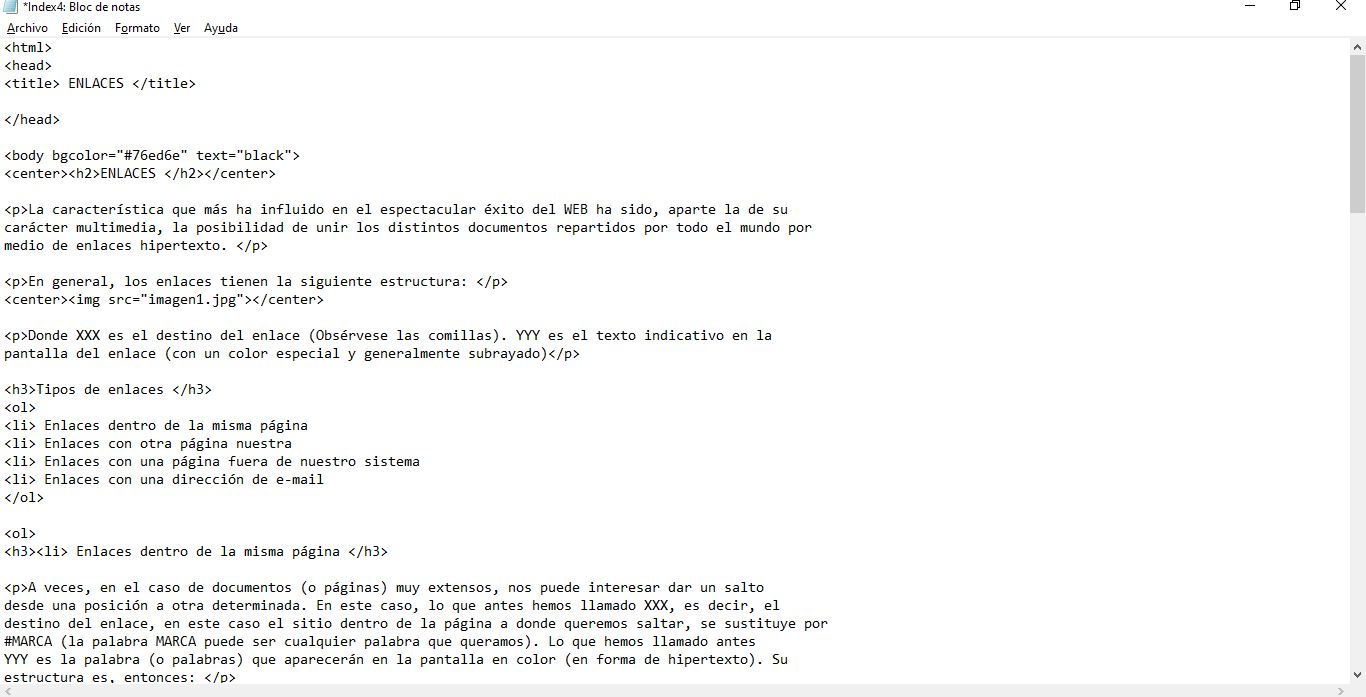 *Index4: Bloc de notas
Archivo Edición Formato Ver Ayuda
<html>
<head>
<title> ENLACES </title>
</head>
<body bgcolor="#76ed6e" text="black">
<center><h2>ENLACES </h2></center>
<p>La característica que más ha influido en el espectacular éxito del WEB ha sido, aparte la de su
carácter multimedia, la posibilidad de unir los distintos documentos repartidos por todo el mundo por
medio de enlaces hipertexto. </p>
<p>En general, los enlaces tienen la siguiente estructura: </p>
<center><img src="imagen1.jpg"></center>
<p>Donde XXX es el destino del enlace (Obsérvese las comillas). YYY es el texto indicativo en la
pantalla del enlace (con un color especial y generalmente subrayado)</p>
<h3>Tipos de enlaces </h3>
<ol>
<li> Enlaces dentro de la misma página
<li> Enlaces con otra página nuestra
<li> Enlaces con una página fuera de nuestro sistema
<li> Enlaces con una dirección de e-mail
</ol>
<ol>
<h3><li> Enlaces dentro de la misma página </h3>
<p>A veces, en el caso de documentos (o páginas) muy extensos, nos puede interesar dar un salto
desde una posición a otra determinada. En este caso, lo que antes hemos llamado XXX, es decir, el
destino del enlace, en este caso el sitio dentro de la página a donde queremos saltar, se sustituye por
#MARCA (la palabra MARCA puede ser cualquier palabra que queramos). Lo que hemos llamado antes
YYY es la palabra (o palabras) que aparecerán en la pantalla en color (en forma de hipertexto). Su
estructura es, entonces: </p>